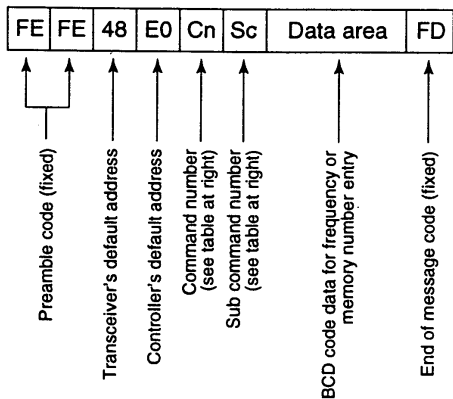 FE FE 48 E0 Cn Sc Data area FD
Preamble code (fixed)
Transceiver's default address
Controller's default address
Command number
(see table at right)
Sub command number
(see table at right)
BCD code data for frequency or
memory number entry
End of message code (fixed)